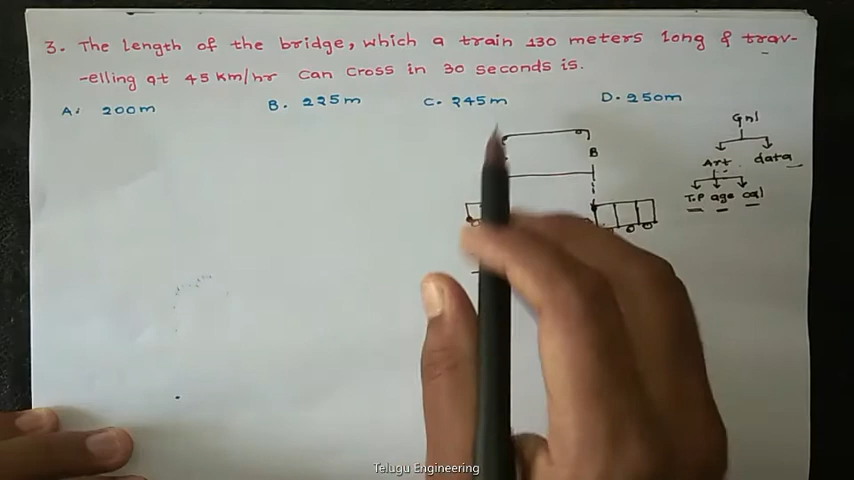 3. The length of the bridge, which a train 130 meters long & trav-
-elling at 45 km/hr can cross in 30 seconds is.
A. 200m B. 225m C. 245m D. 250m
Gnl
Art. data
T.P age cal
B
Telugu Engineering